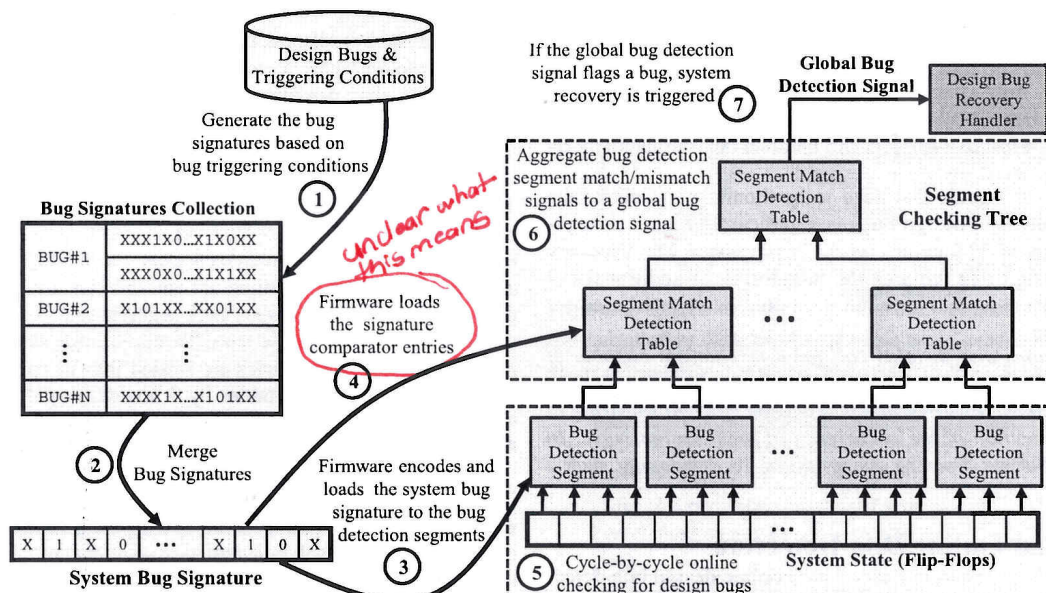 Design Bugs &
Triggering Conditions
Generate the bug
signatures based on
bug triggering conditions
1
Bug Signatures Collection
BUG#1
XXX1X0...X1X0XX
XXX0X0...X1X1XX
BUG#2
X101XX...XX01XX
BUG#N
XXXX1X...X101XX
2
Merge
Bug Signatures
X 1 X 0 ••• X 1 0 X
System Bug Signature
unclear what
this means
Firmware loads
the signature
comparator entries
4
Firmware encodes and
loads the system bug
signature to the bug
detection segments
3
If the global bug detection
signal flags a bug, system
recovery is triggered
7
Global Bug
Detection Signal
Design Bug
Recovery
Handler
Aggregate bug detection
segment match/mismatch
signals to a global bug
detection signal
6
Segment Match
Detection
Table
Segment
Checking Tree
Segment Match
Detection
Table
•••
Segment Match
Detection
Table
Bug
Detection
Segment
Bug
Detection
Segment
•••
Bug
Detection
Segment
Bug
Detection
Segment
•••
System State (Flip-Flops)
5
Cycle-by-cycle online
checking for design bugs